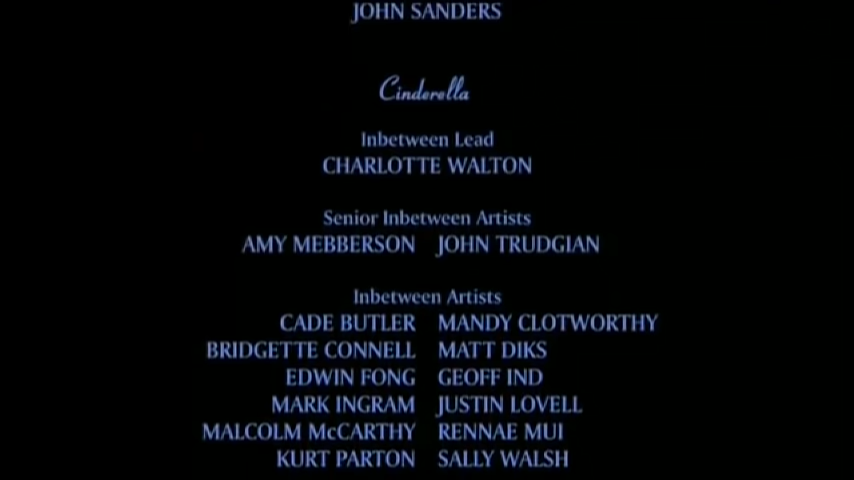 JOHN SANDERS
Cinderella
Inbetween Lead
CHARLOTTE WALTON
Senior Inbetween Artists
AMY MEBBERSON JOHN TRUDGIAN
Inbetween Artists
CADE BUTLER MANDY CLOTWORTHY
BRIDGETTE CONNELL MATT DIKS
EDWIN FONG GEOFF IND
MARK INGRAM JUSTIN LOVELL
MALCOLM McCARTHY RENNAE MUI
KURT PARTON SALLY WALSH